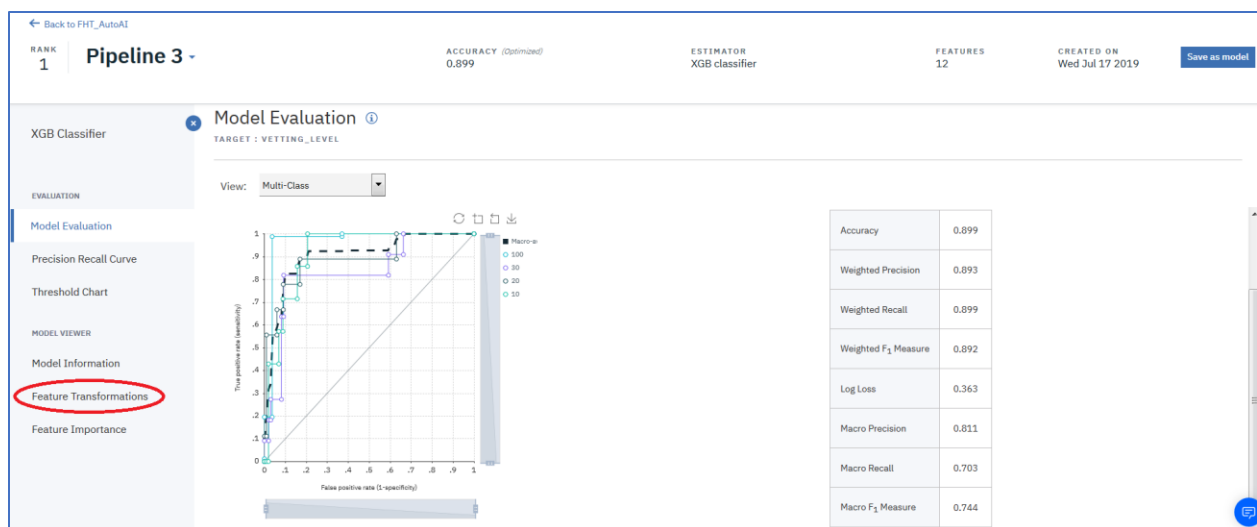 ← Back to FHT_AutoAI
RANK
1
Pipeline 3
ACCURACY (Optimized)
0.899
ESTIMATOR
XGB classifier
FEATURES
12
CREATED ON
Wed Jul 17 2019
Save as model
XGB Classifier
EVALUATION
Model Evaluation
Precision Recall Curve
Threshold Chart
MODEL VIEWER
Model Information
Feature Transformations
Feature Importance
Model Evaluation
TARGET : VETTING_LEVEL
View: Multi-Class
True positive rate (sensitivity)
1
.9
.8
.7
.6
.5
.4
.3
.2
.1
0
0 .1 .2 .3 .4 .5 .6 .7 .8 .9 1
False positive rate (1-specificity)
100
30
20
10
Accuracy 0.899
Weighted Precision 0.893
Weighted Recall 0.899
Weighted F1 Measure 0.892
Log Loss 0.363
Macro Precision 0.811
Macro Recall 0.703
Macro F1 Measure 0.744